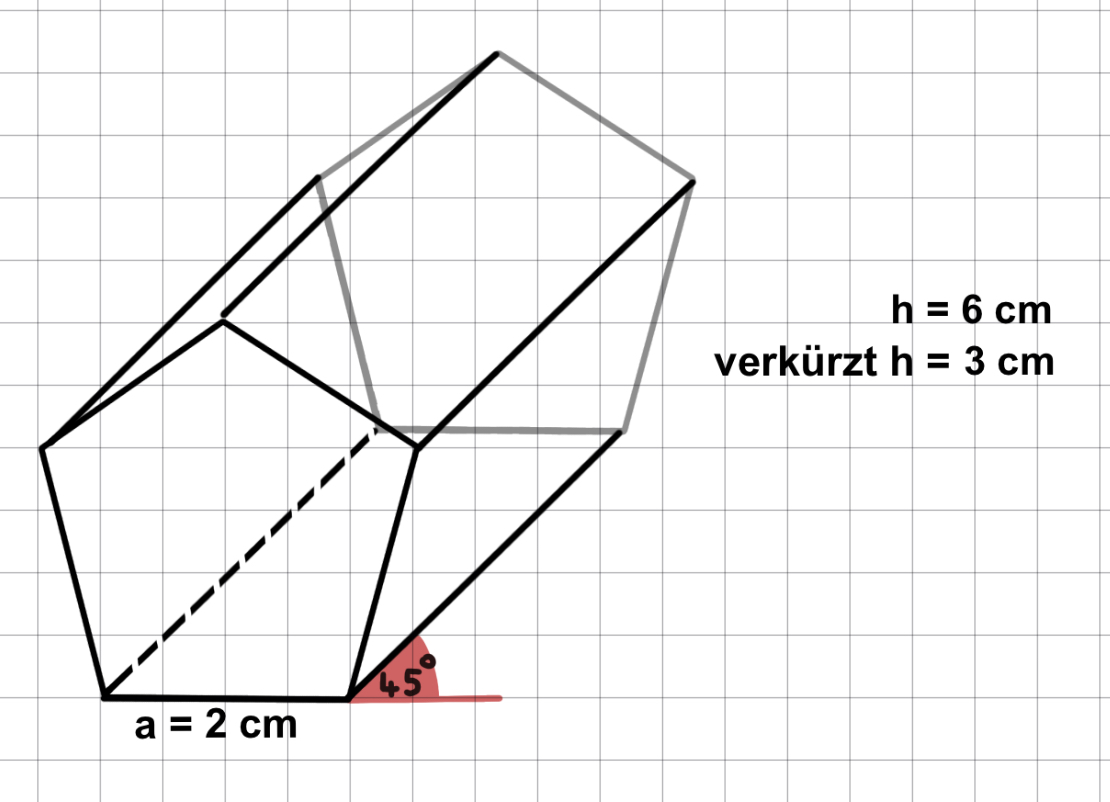 h = 6 cm
verkürzt h = 3 cm
45°
a = 2 cm